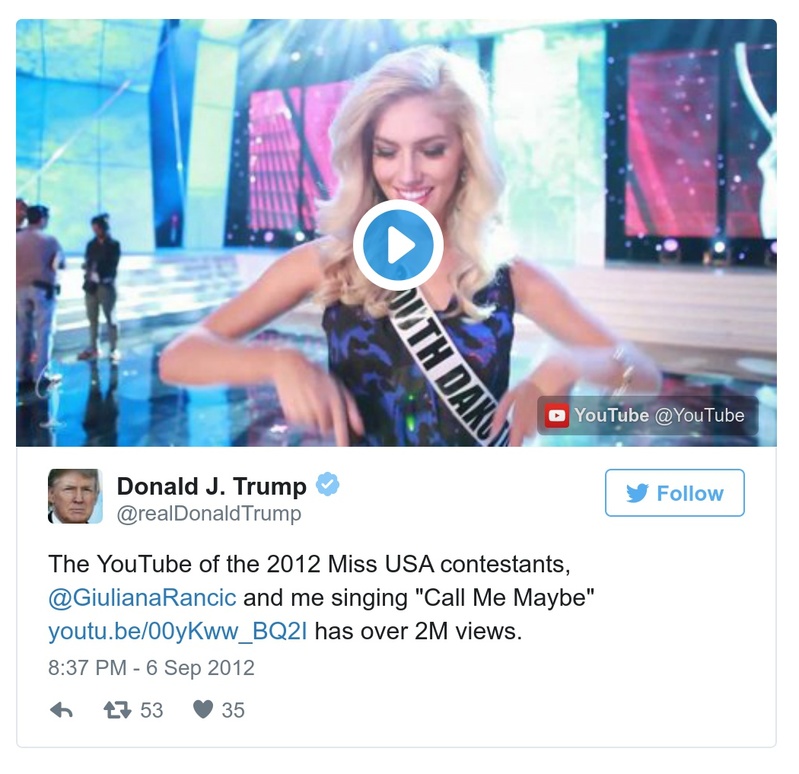 OUTH DAKO
YouTube @YouTube
Donald J. Trump
@realDonaldTrump
Follow
The YouTube of the 2012 Miss USA contestants,
@GiulianaRancic and me singing "Call Me Maybe"
youtu.be/00yKww_BQ2I has over 2M views.
8:37 PM - 6 Sep 2012
53
35